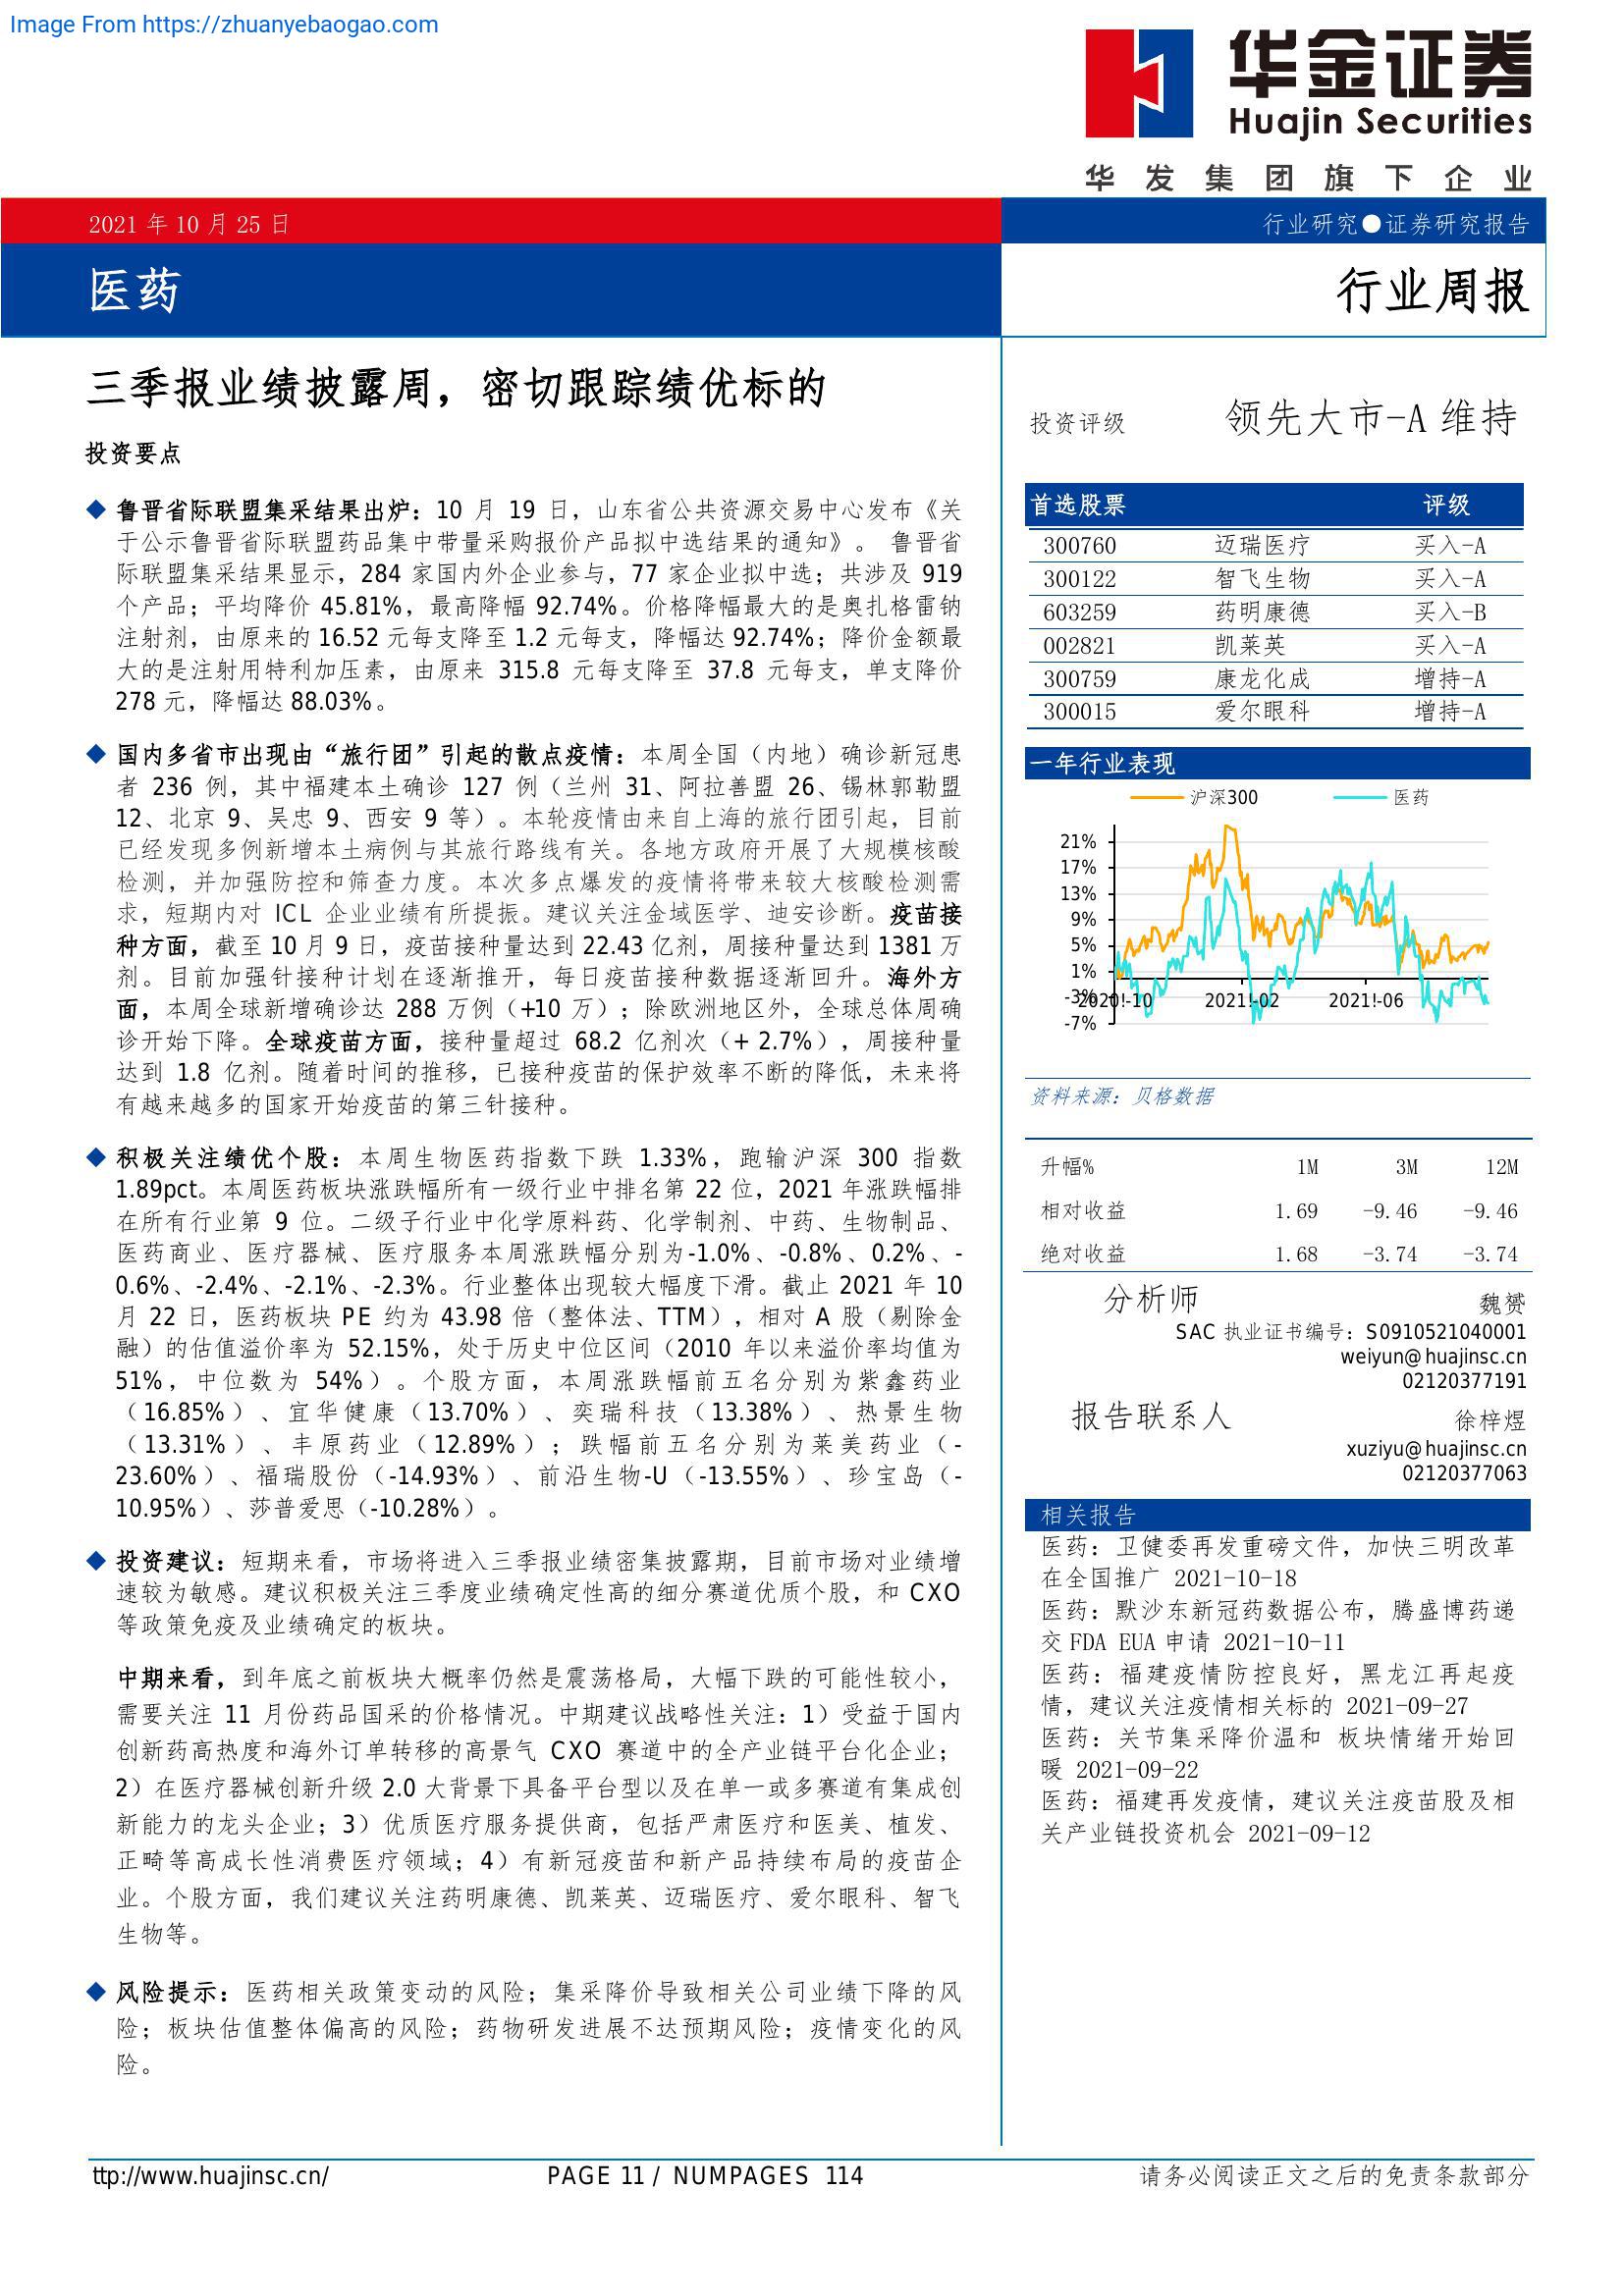 Image From https://zhuanyebaogao.com
华金证券
Huajin Securities
华发集团旗下企业
2021 年 10 月 25 日
行业研究●证券研究报告
医药
行业周报
三季报业绩披露周，密切跟踪绩优标的
投资要点
◆ 鲁晋省际联盟集采结果出炉：10 月 19 日，山东省公共资源交易中心发布《关
于公示鲁晋省际联盟药品集中带量采购报价产品拟中选结果的通知》。 鲁晋省
际联盟集采结果显示，284 家国内外企业参与，77 家企业拟中选；共涉及 919
个产品；平均降价 45.81%，最高降幅 92.74%。价格降幅最大的是奥扎格雷钠
注射剂，由原来的 16.52 元每支降至 1.2 元每支，降幅达 92.74%；降价金额最
大的是注射用特利加压素，由原来 315.8 元每支降至 37.8 元每支，单支降价
278 元，降幅达 88.03%。
◆ 国内多省市出现由“旅行团”引起的散点疫情：本周全国（内地）确诊新冠患
者 236 例，其中福建本土确诊 127 例（兰州 31、阿拉善盟 26、锡林郭勒盟
12、北京 9、吴忠 9、西安 9 等）。本轮疫情由来自上海的旅行团引起，目前
已经发现多例新增本土病例与其旅行路线有关。各地方政府开展了大规模核酸
检测，并加强防控和筛查力度。本次多点爆发的疫情将带来较大核酸检测需
求，短期内对 ICL 企业业绩有所提振。建议关注金域医学、迪安诊断。疫苗接
种方面，截至 10 月 9 日，疫苗接种量达到 22.43 亿剂，周接种量达到 1381 万
剂。目前加强针接种计划在逐渐推开，每日疫苗接种数据逐渐回升。海外方
面，本周全球新增确诊达 288 万例（+10 万）；除欧洲地区外，全球总体周确
诊开始下降。全球疫苗方面，接种量超过 68.2 亿剂次（+ 2.7%），周接种量
达到 1.8 亿剂。随着时间的推移，已接种疫苗的保护效率不断的降低，未来将
有越来越多的国家开始疫苗的第三针接种。
◆ 积极关注绩优个股：本周生物医药指数下跌 1.33%，跑输沪深 300 指数
1.89pct。本周医药板块涨跌幅所有一级行业中排名第 22 位，2021 年涨跌幅排
在所有行业第 9 位。二级子行业中化学原料药、化学制剂、中药、生物制品、
医药商业、医疗器械、医疗服务本周涨跌幅分别为-1.0%、-0.8%、0.2%、-
0.6%、-2.4%、-2.1%、-2.3%。行业整体出现较大幅度下滑。截止 2021 年 10
月 22 日，医药板块 PE 约为 43.98 倍（整体法、TTM），相对 A 股（剔除金
融）的估值溢价率为 52.15%，处于历史中位区间（2010 年以来溢价率均值为
51%，中位数为 54%）。个股方面，本周涨跌幅前五名分别为紫鑫药业
（16.85%）、宜华健康（13.70%）、奕瑞科技（13.38%）、热景生物
（13.31%）、丰原药业（12.89%）；跌幅前五名分别为莱美药业（-
23.60%）、福瑞股份（-14.93%）、前沿生物-U（-13.55%）、珍宝岛（-
10.95%）、莎普爱思（-10.28%）。
◆ 投资建议：短期来看，市场将进入三季报业绩密集披露期，目前市场对业绩增
速较为敏感。建议积极关注三季度业绩确定性高的细分赛道优质个股，和 CXO
等政策免疫及业绩确定的板块。
中期来看，到年底之前板块大概率仍然是震荡格局，大幅下跌的可能性较小，
需要关注 11 月份药品国采的价格情况。中期建议战略性关注：1）受益于国内
创新药高热度和海外订单转移的高景气 CXO 赛道中的全产业链平台化企业；
2）在医疗器械创新升级 2.0 大背景下具备平台型以及在单一或多赛道有集成创
新能力的龙头企业；3）优质医疗服务提供商，包括严肃医疗和医美、植发、
正畸等高成长性消费医疗领域；4）有新冠疫苗和新产品持续布局的疫苗企
业。个股方面，我们建议关注药明康德、凯莱英、迈瑞医疗、爱尔眼科、智飞
生物等。
◆ 风险提示：医药相关政策变动的风险；集采降价导致相关公司业绩下降的风
险；板块估值整体偏高的风险；药物研发进展不达预期风险；疫情变化的风
险。
投资评级 领先大市-A 维持
首选股票 评级
300760 迈瑞医疗 买入-A
300122 智飞生物 买入-A
603259 药明康德 买入-B
002821 凯莱英 买入-A
300759 康龙化成 增持-A
300015 爱尔眼科 增持-A
一年行业表现
沪深300 医药
21%
17%
13%
9%
5%
1%
-3%
2020!-10 2021!-02 2021!-06
-7%
资料来源：贝格数据
升幅% 1M 3M 12M
相对收益 1.69 -9.46 -9.46
绝对收益 1.68 -3.74 -3.74
分析师 魏赟
SAC 执业证书编号：S0910521040001
weiyun@huajinsc.cn
02120377191
报告联系人 徐梓煜
xuziyu@huajinsc.cn
02120377063
相关报告
医药：卫健委再发重磅文件，加快三明改革
在全国推广 2021-10-18
医药：默沙东新冠药数据公布，腾盛博药递
交 FDA EUA 申请 2021-10-11
医药：福建疫情防控良好，黑龙江再起疫
情，建议关注疫情相关标的 2021-09-27
医药：关节集采降价温和 板块情绪开始回
暖 2021-09-22
医药：福建再发疫情，建议关注疫苗股及相
关产业链投资机会 2021-09-12
ttp://www.huajinsc.cn/
PAGE 11 / NUMPAGES 114
请务必阅读正文之后的免责条款部分